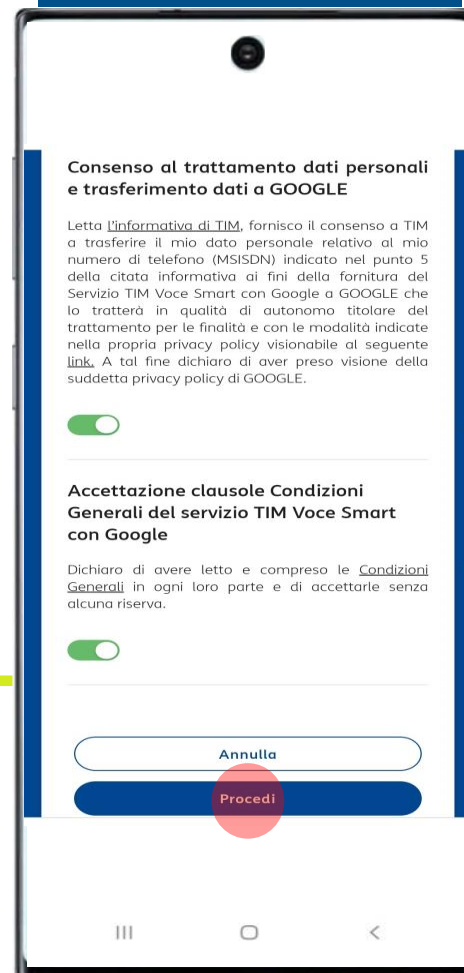 Consenso al trattamento dati personali
e trasferimento dati a GOOGLE
Letta l'informativa di TIM, fornisco il consenso a TIM
a trasferire il mio dato personale relativo al mio
numero di telefono (MSISDN) indicato nel punto 5
della citata informativa ai fini della fornitura del
Servizio TIM Voce Smart con Google a GOOGLE che
lo tratterà in qualità di autonomo titolare del
trattamento per le finalità e con le modalità indicate
nella propria privacy policy visionabile al seguente
link. A tal fine dichiaro di aver preso visione della
suddetta privacy policy di GOOGLE.
Accettazione clausole Condizioni
Generali del servizio TIM Voce Smart
con Google
Dichiaro di avere letto e compreso le Condizioni
Generali in ogni loro parte e di accettarle senza
alcuna riserva.
Annulla
Procedi